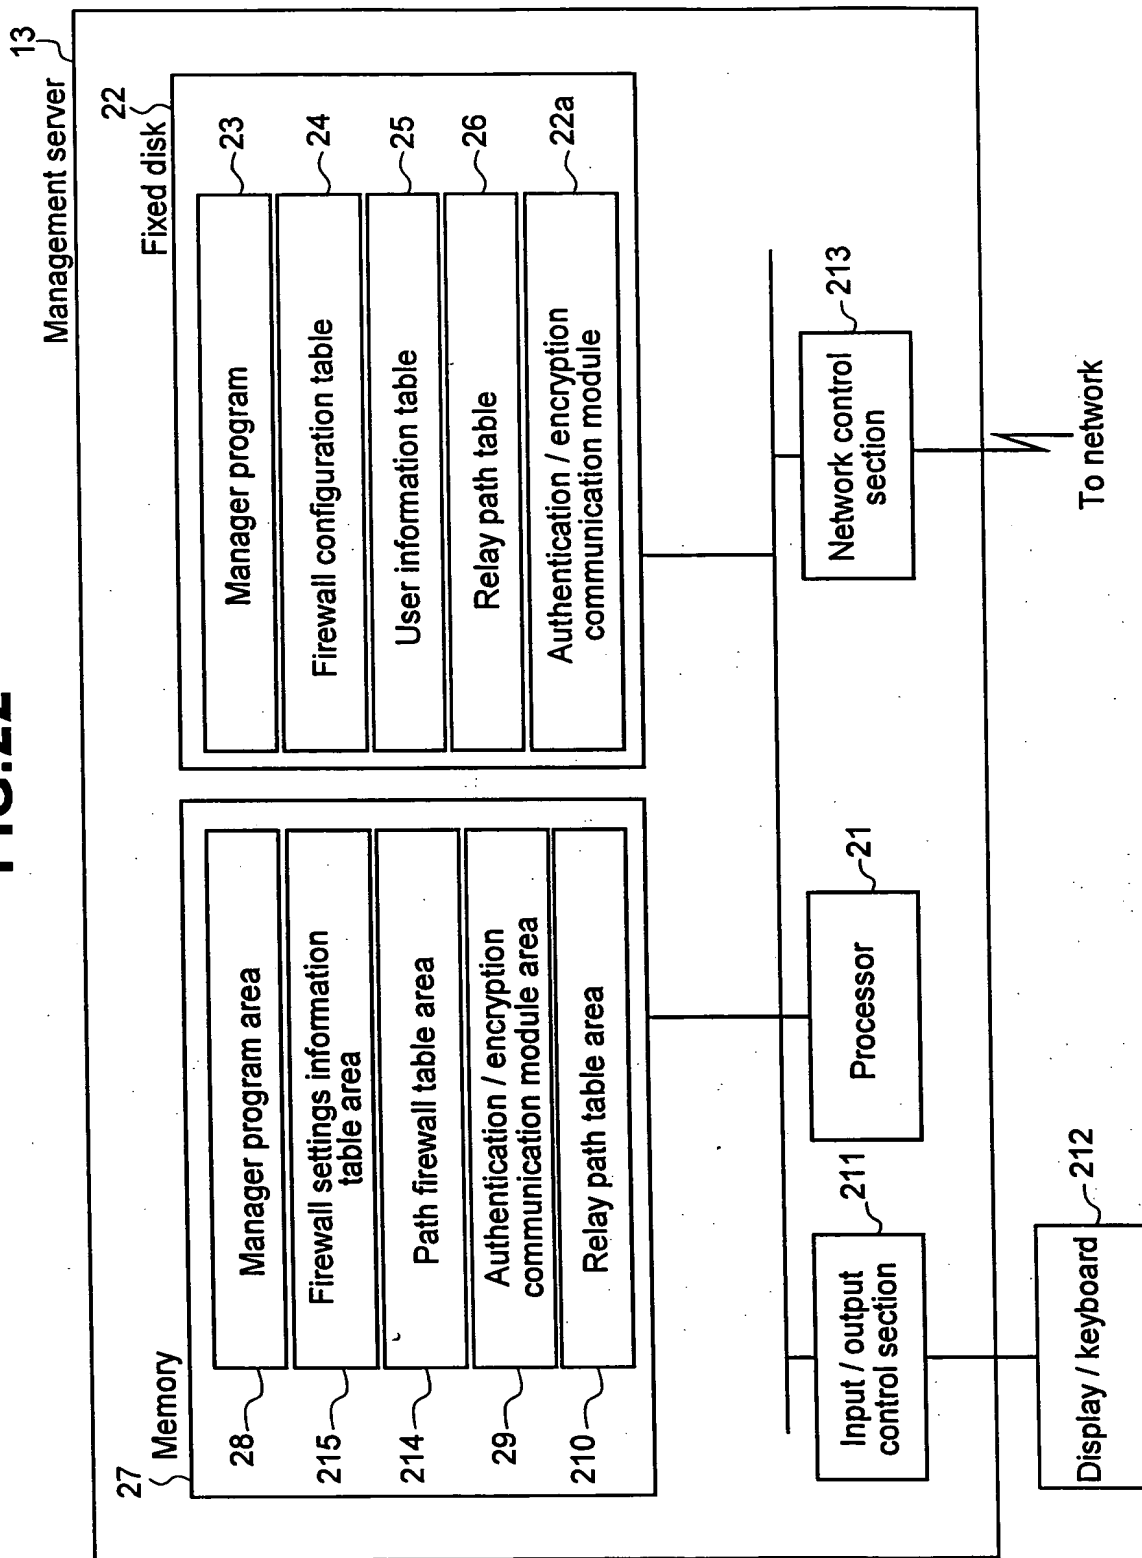 FIG.22
13
Management server
27
Memory
28
Manager program area
215
Firewall settings information
table area
214
Path firewall table area
29
Authentication / encryption
communication module area
210
Relay path table area
22
Fixed disk
Manager program
23
Firewall configuration table
24
User information table
25
Relay path table
26
Authentication / encryption
communication module
22a
211
Input / output
control section
21
Processor
213
Network control
section
212
Display / keyboard
To network